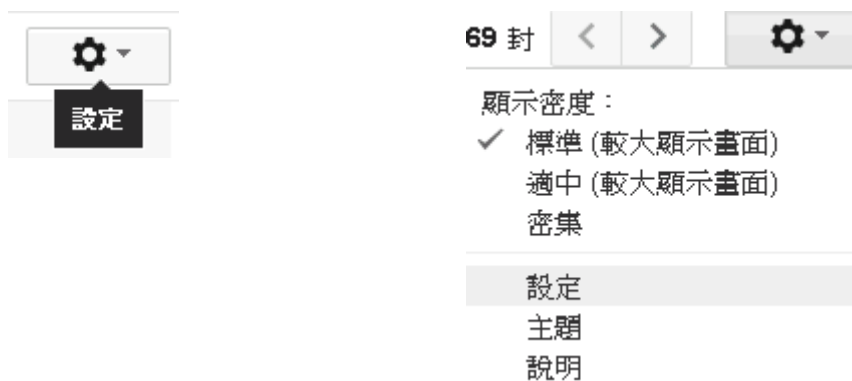 設定
69 封
顯示密度：
標準 (較大顯示畫面)
適中 (較大顯示畫面)
密集
設定
主題
說明